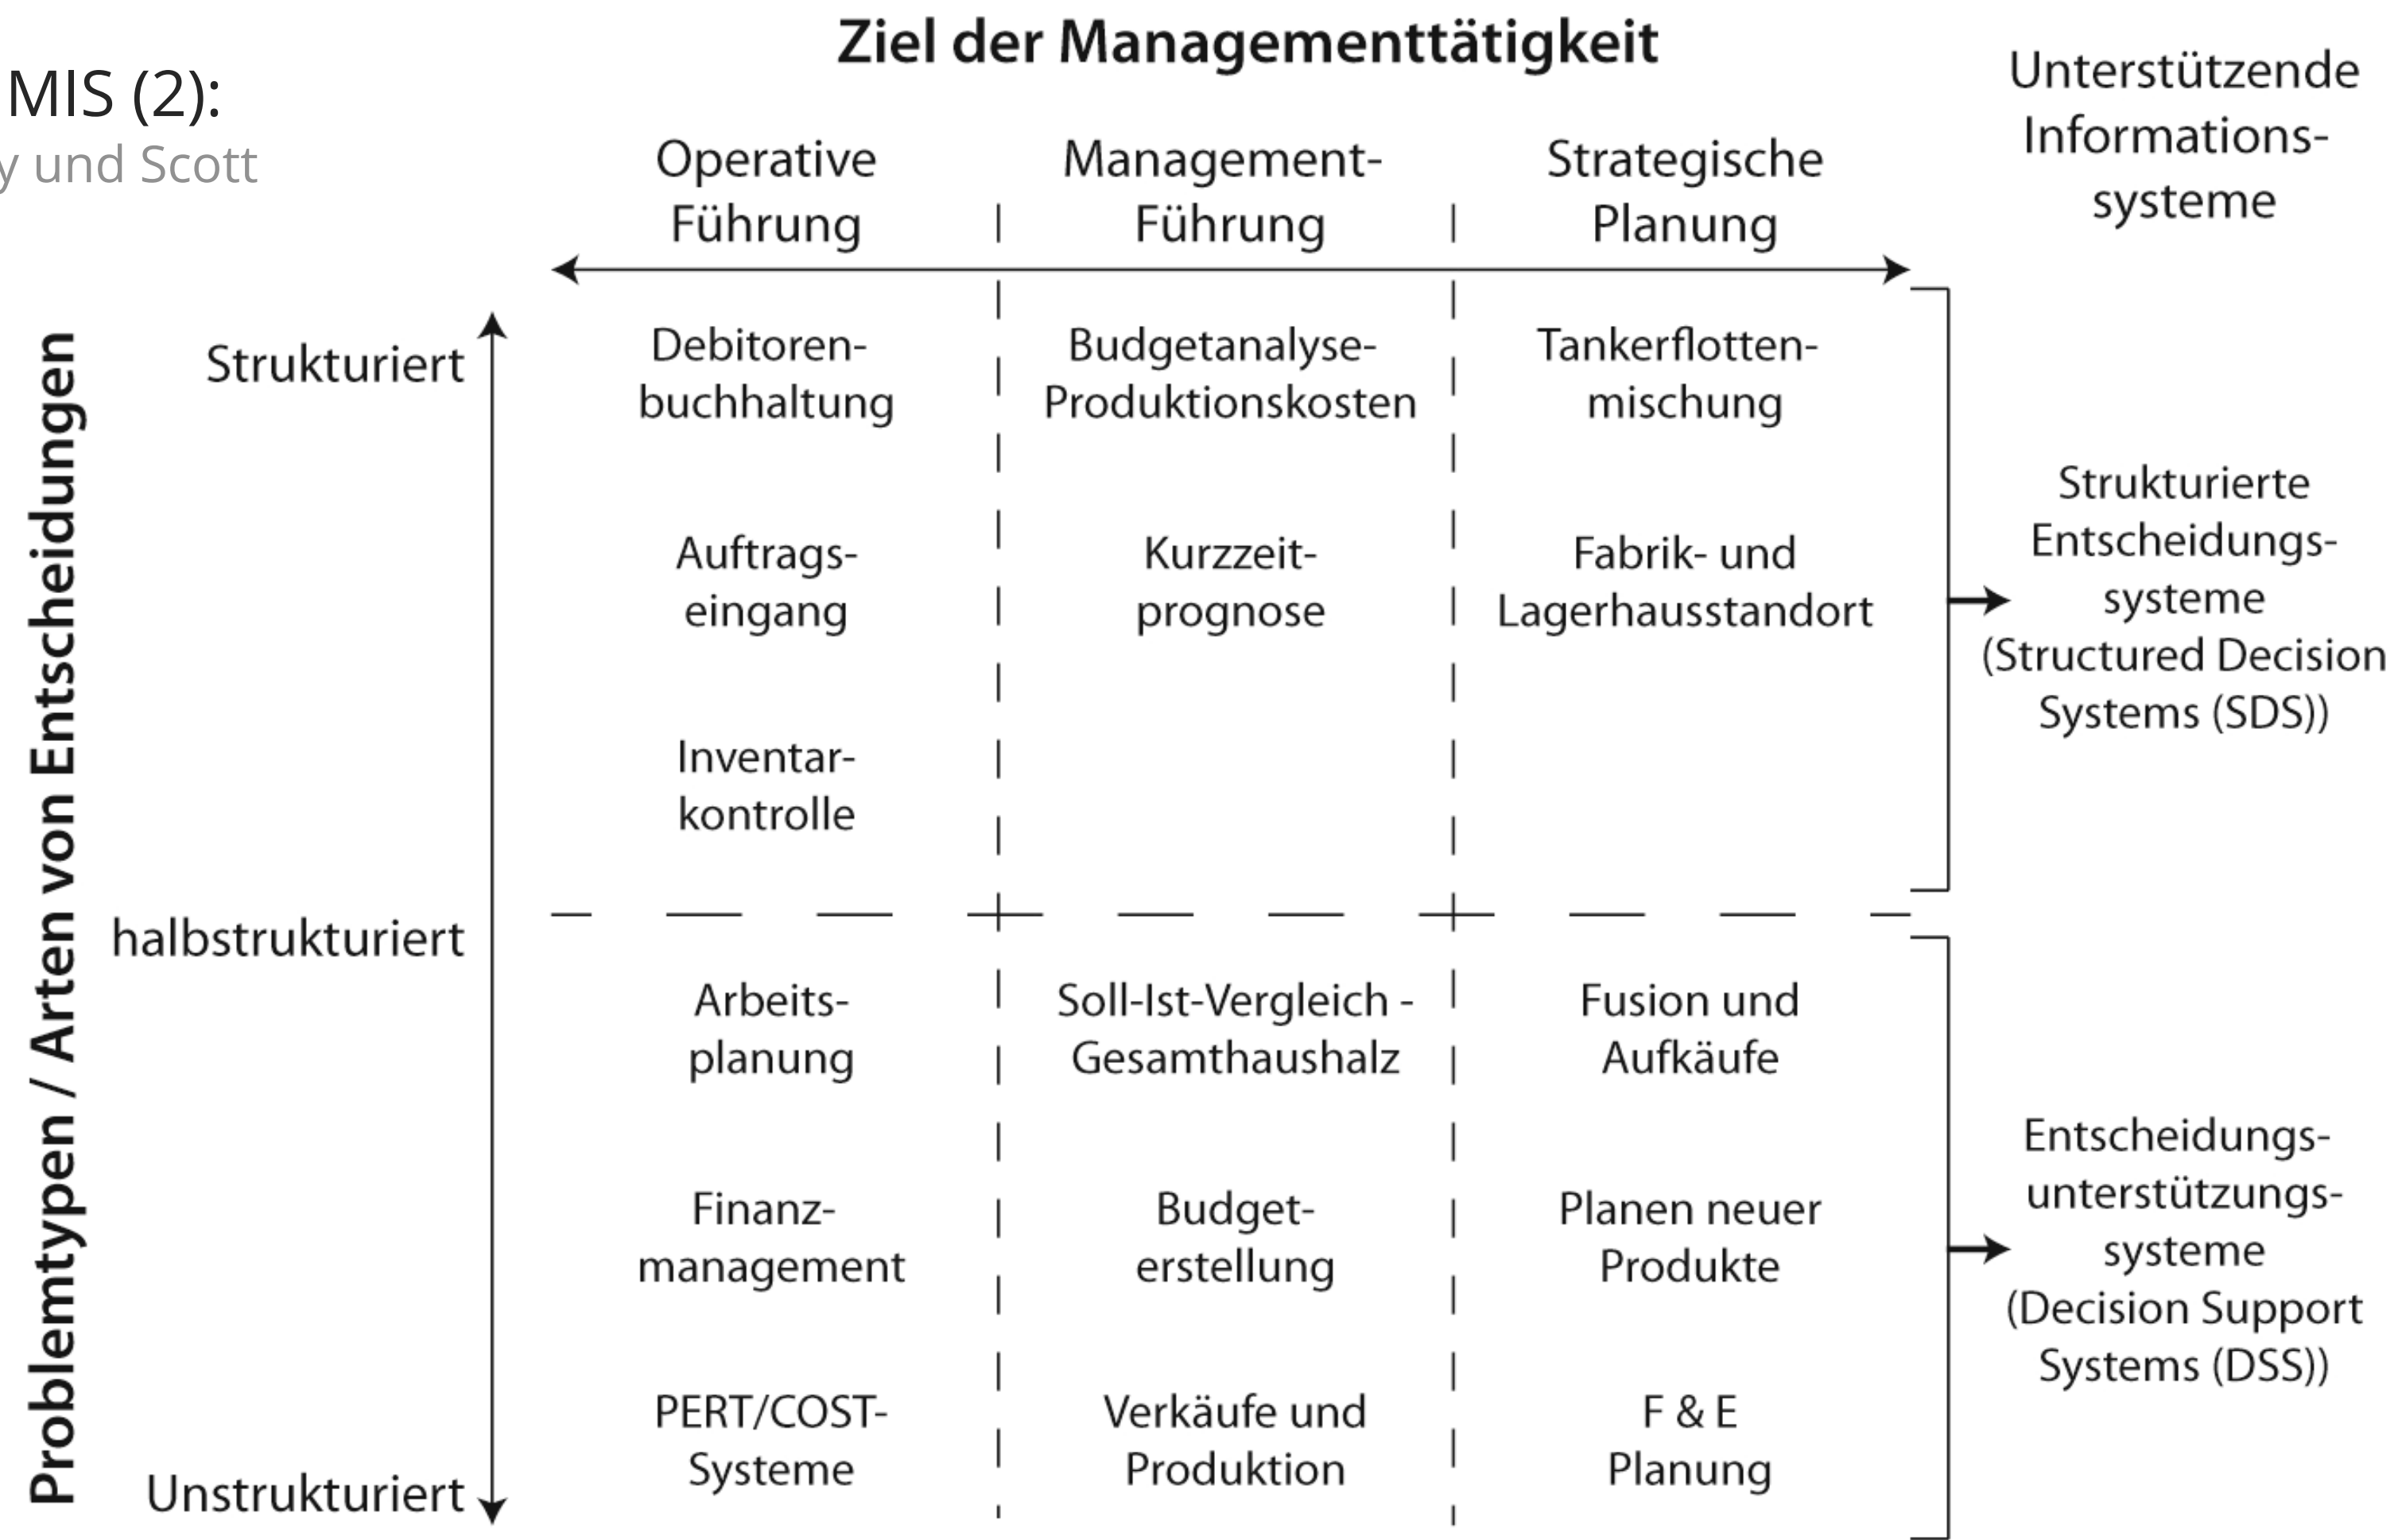 Ziel der Managementtätigkeit
MIS (2):
y und Scott
Operative
Führung
Management-
Führung
Strategische
Planung
Unterstützende
Informations-
systeme
Problemtypen / Arten von Entscheidungen
Strukturiert
Debitoren-
buchhaltung
Budgetanalyse-
Produktionskosten
Tankerflotten-
mischung
Auftrags-
eingang
Kurzzeit-
prognose
Fabrik- und
Lagerhausstandort
Inventar-
kontrolle
Strukturierte
Entscheidungs-
systeme
(Structured Decision
Systems (SDS))
halbstrukturiert
Arbeits-
planung
Soll-Ist-Vergleich -
Gesamthaushalz
Fusion und
Aufkäufe
Finanz-
management
Budget-
erstellung
Planen neuer
Produkte
PERT/COST-
Systeme
Verkäufe und
Produktion
F & E
Planung
Entscheidungs-
unterstützungs-
systeme
(Decision Support
Systems (DSS))
Unstrukturiert